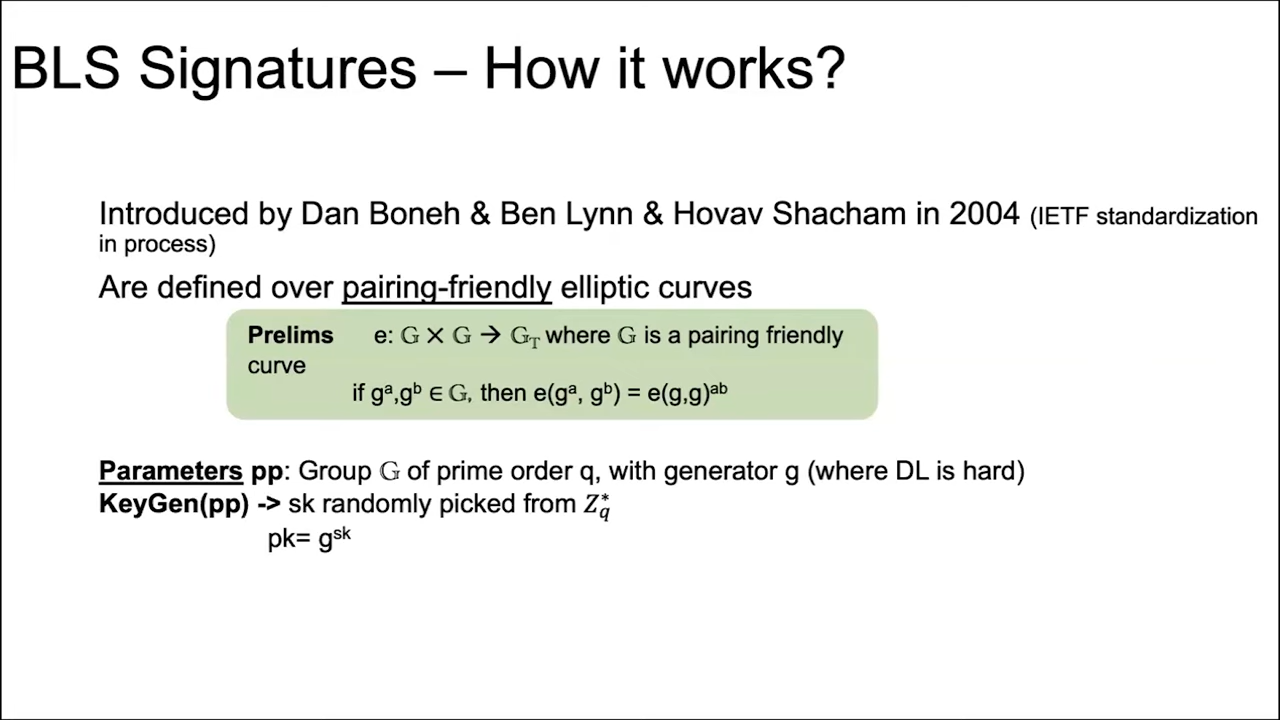 BLS Signatures – How it works?
Introduced by Dan Boneh & Ben Lynn & Hovav Shacham in 2004 (IETF standardization
in process)
Are defined over pairing-friendly elliptic curves
Prelims e: 𝔾 × 𝔾 → 𝔾_T where 𝔾 is a pairing friendly
curve
if gᵃ,gᵇ ∈ 𝔾, then e(gᵃ, gᵇ) = e(g,g)ᵃᵇ
Parameters pp: Group 𝔾 of prime order q, with generator g (where DL is hard)
KeyGen(pp) -> sk randomly picked from Z_q^*
pk= gˢᵏ